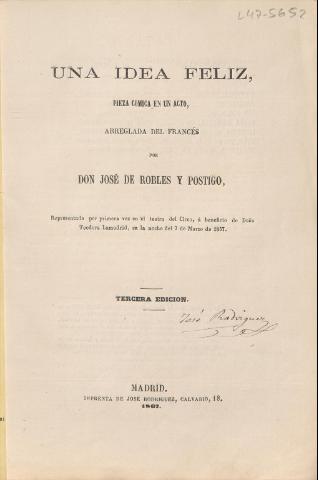 L47-5652
UNA IDEA FELIZ,
PIEZA COMICA EN UN ACTO,
ARREGLADA DEL FRANCÉS
POR
DON JOSÉ DE ROBLES Y POSTIGO,
Representada por primera vez en el teatro del Circo, á beneficio de Doña
Teodora Lamadrid, en la noche del 7 de Marzo de 1857.
TERCERA EDICION.
José Rodriguez
MADRID.
IMPRENTA DE JOSÉ RODRIGUEZ, CALVARIO, 18.
1867.